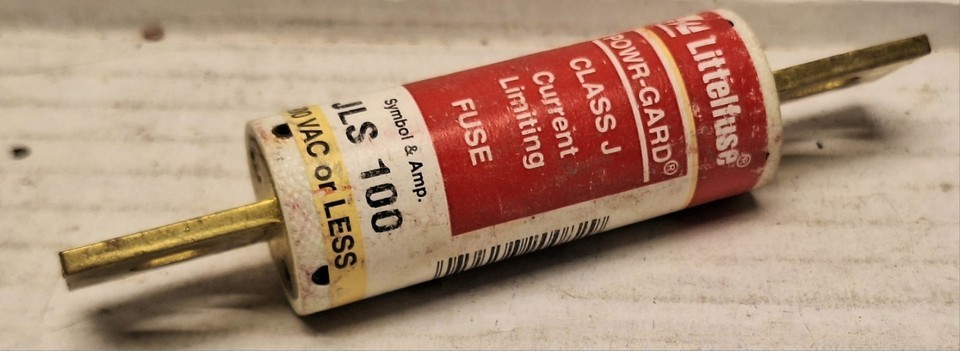 Littelfuse®
POWR-GARD®
CLASS J
Current
Limiting
FUSE
Symbol & Amp.
JLS 100
VAC or LESS